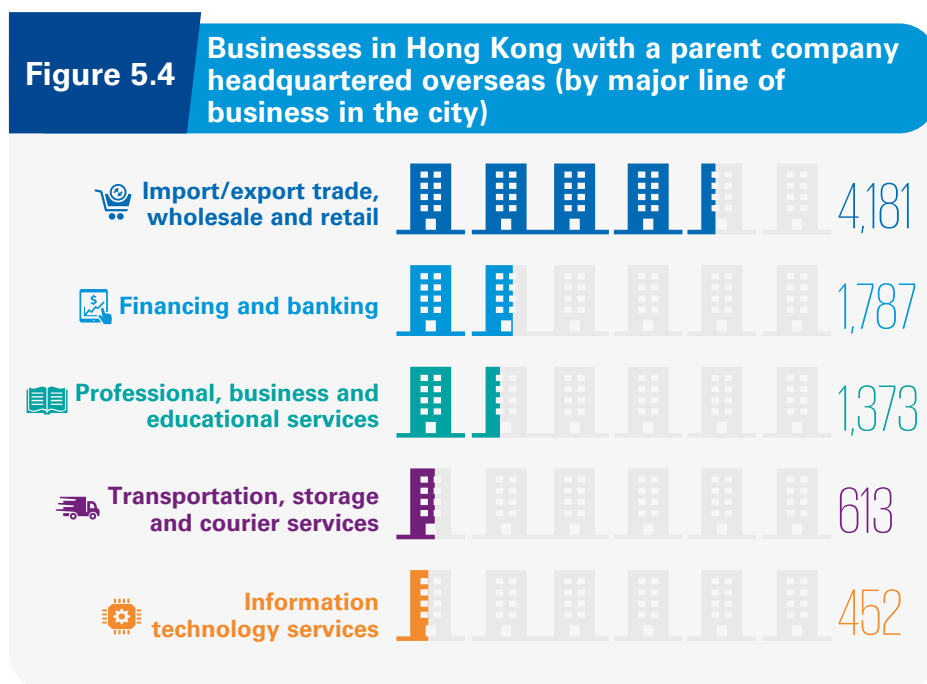 Figure 5.4
Businesses in Hong Kong with a parent company
headquartered overseas (by major line of
business in the city)
Import/export trade,
wholesale and retail
4,181
Financing and banking
1,787
Professional, business and
educational services
1,373
Transportation, storage
and courier services
613
Information
technology services
452